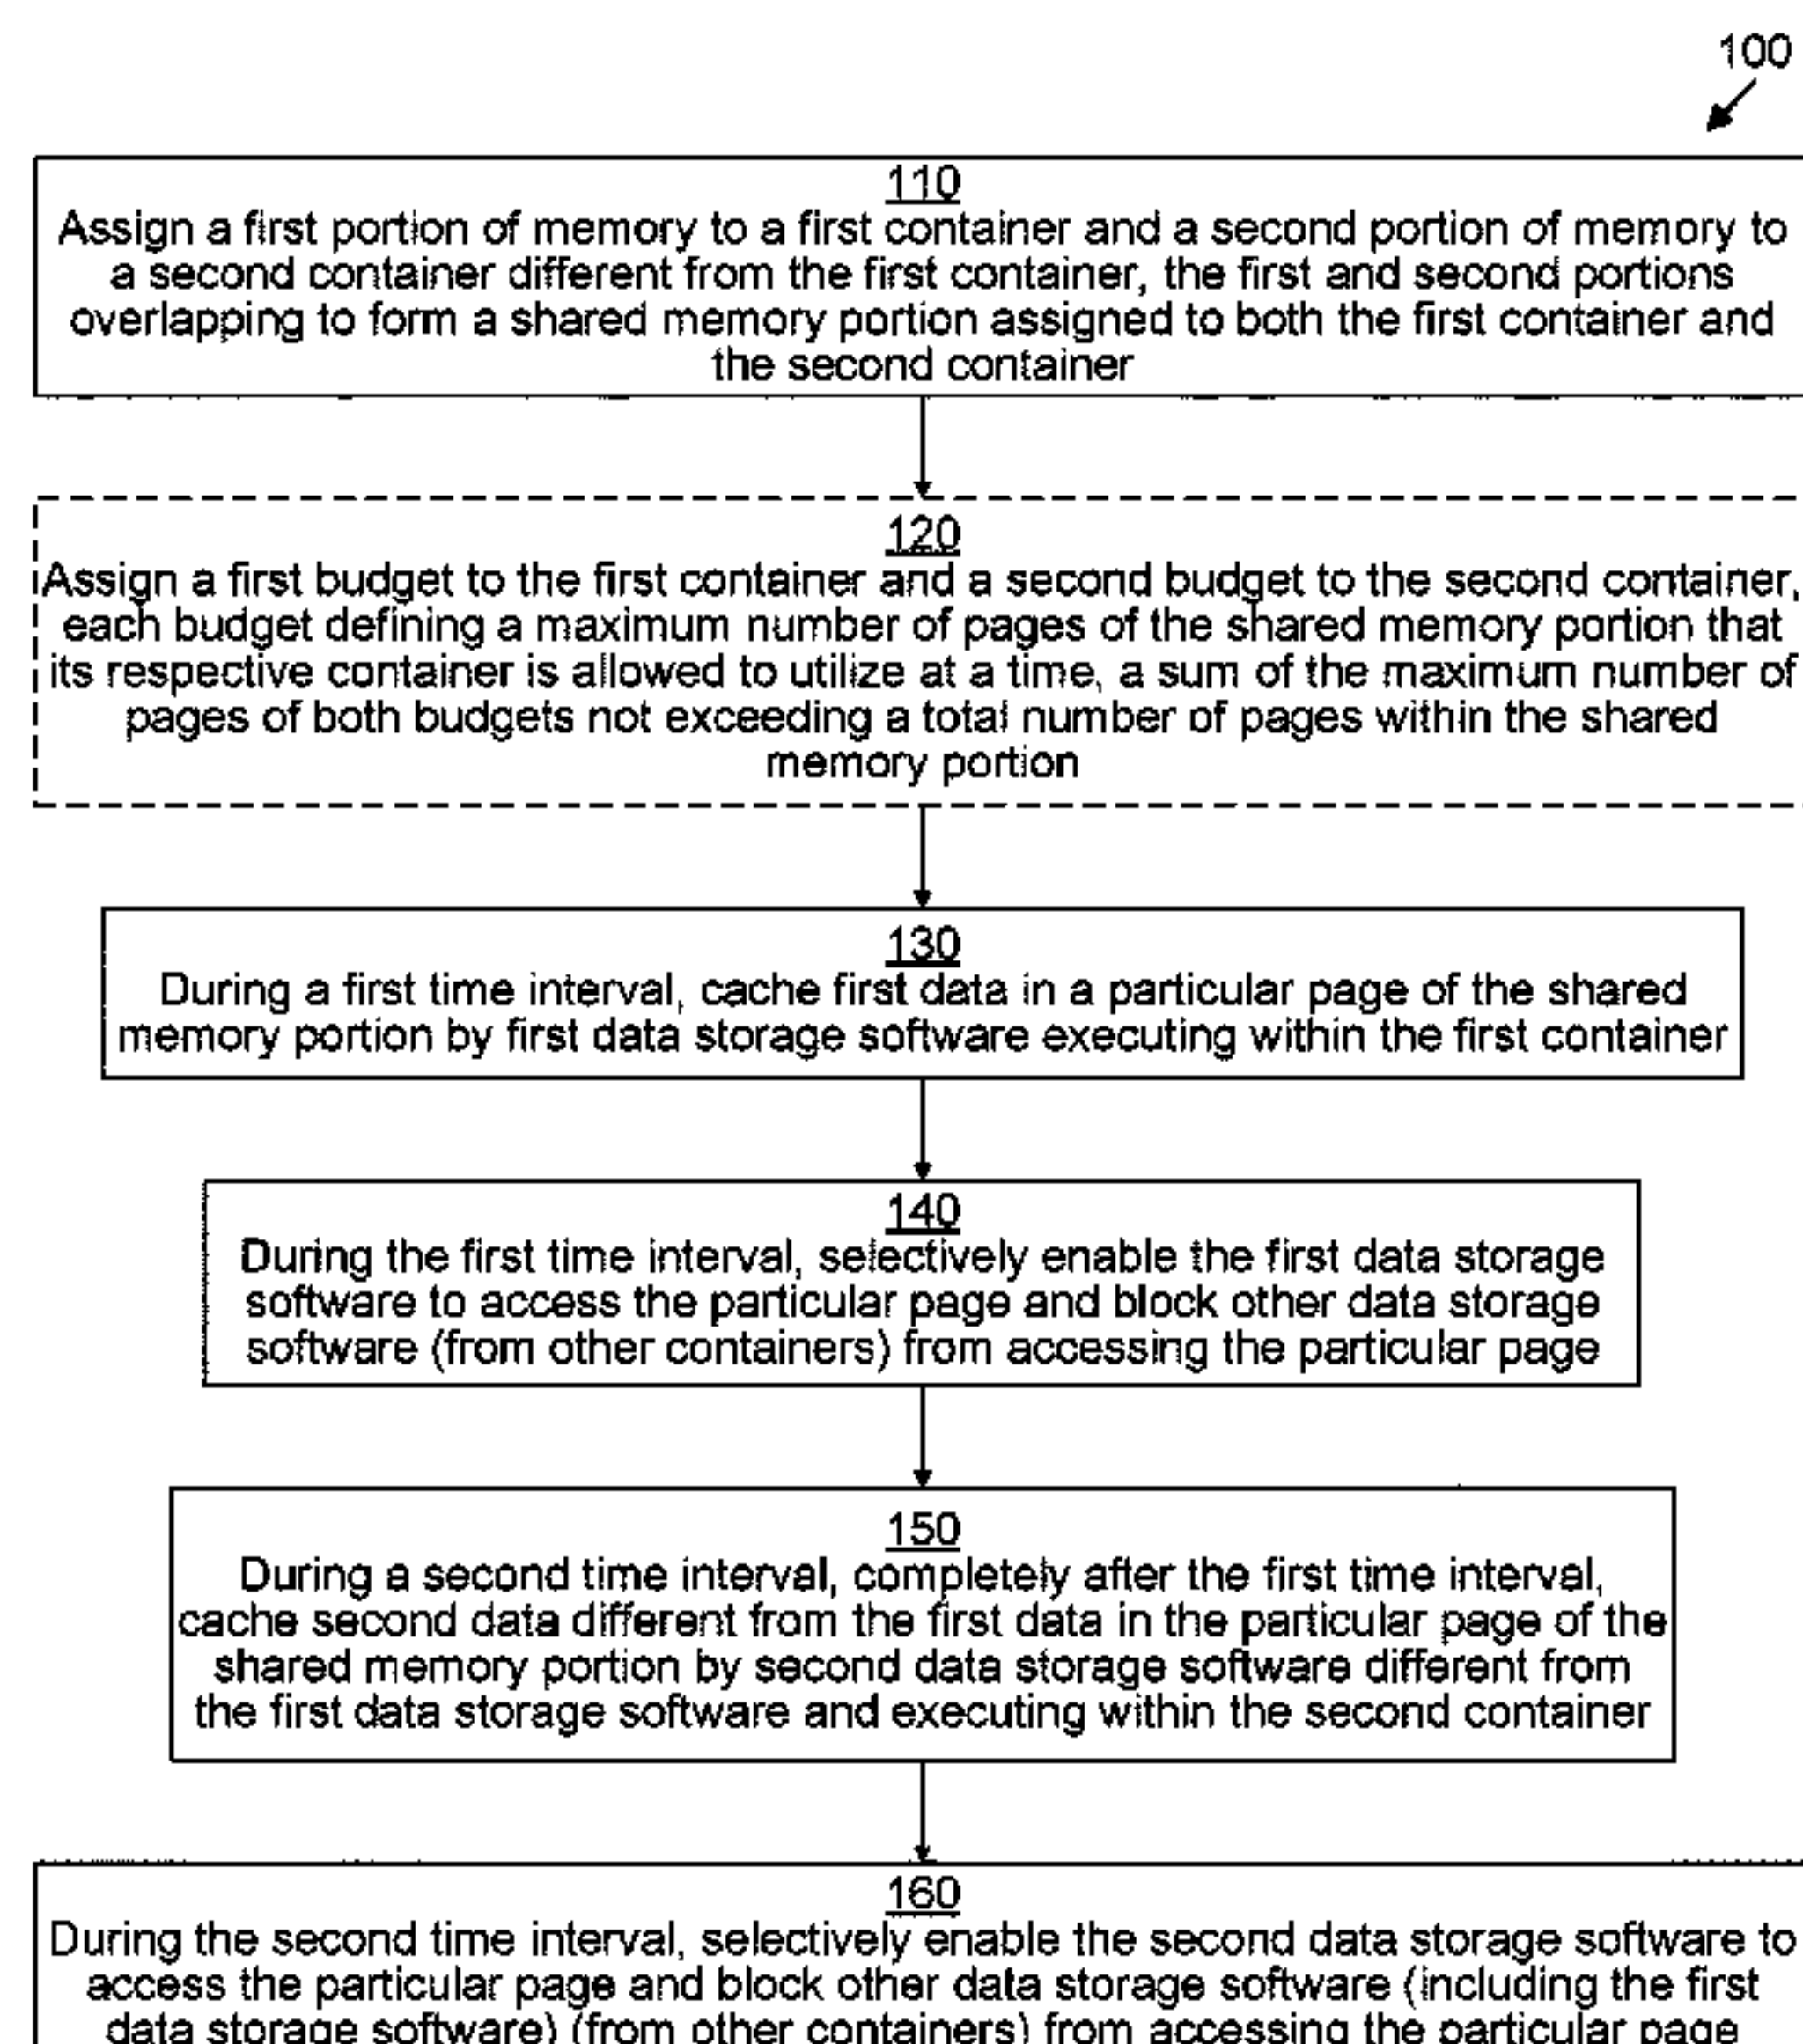 100
110
Assign a first portion of memory to a first container and a second portion of memory to
a second container different from the first container, the first and second portions
overlapping to form a shared memory portion assigned to both the first container and
the second container
120
Assign a first budget to the first container and a second budget to the second container,
each budget defining a maximum number of pages of the shared memory portion that
its respective container is allowed to utilize at a time, a sum of the maximum number of
pages of both budgets not exceeding a total number of pages within the shared
memory portion
130
During a first time interval, cache first data in a particular page of the shared
memory portion by first data storage software executing within the first container
140
During the first time interval, selectively enable the first data storage
software to access the particular page and block other data storage
software (from other containers) from accessing the particular page
150
During a second time interval, completely after the first time interval,
cache second data different from the first data in the particular page of the
shared memory portion by second data storage software different from
the first data storage software and executing within the second container
160
During the second time interval, selectively enable the second data storage software to
access the particular page and block other data storage software (including the first
data storage software) (from other containers) from accessing the particular page